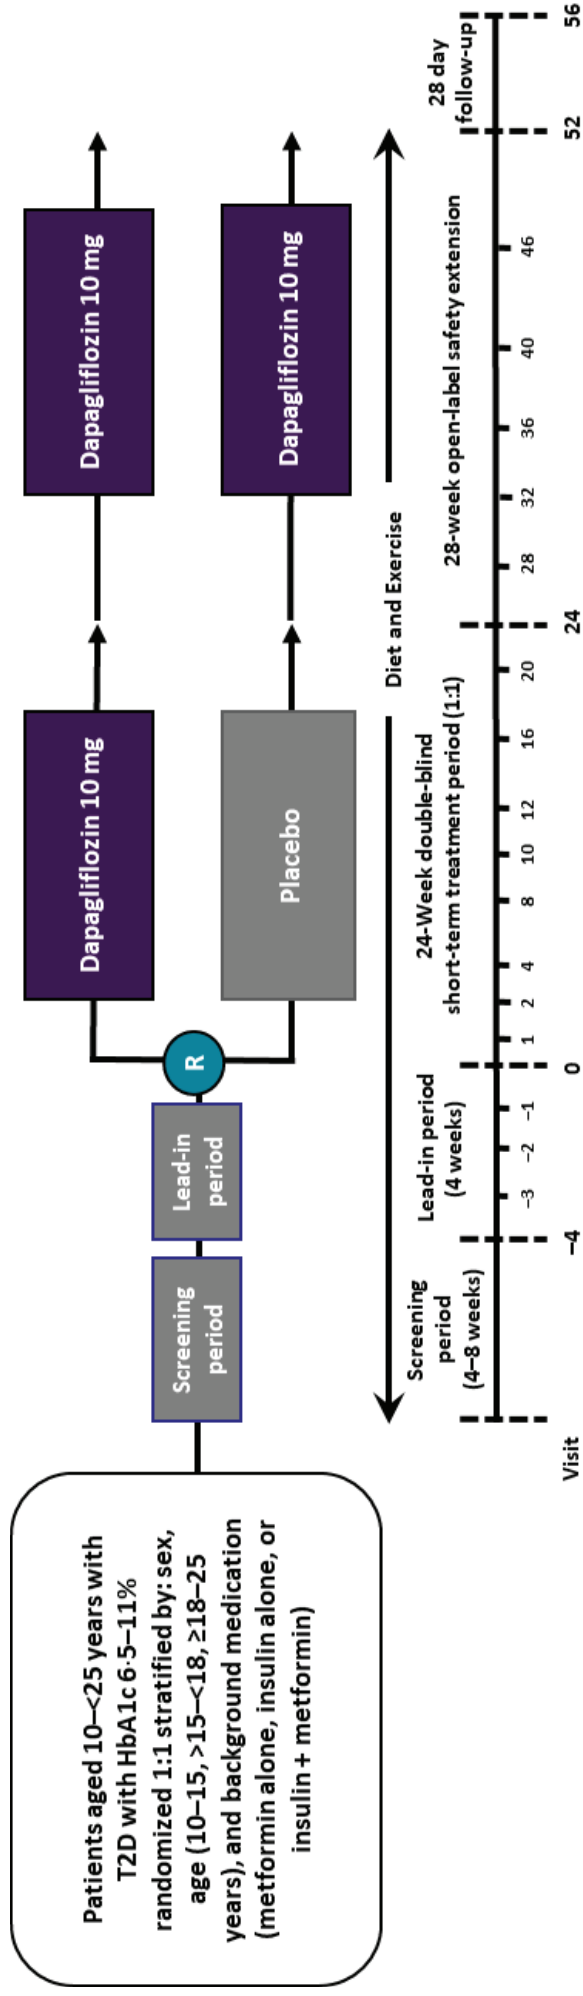 Patients aged 10–<25 years with
T2D with HbA1c 6·5–11%
randomized 1:1 stratified by: sex,
age (10–15, >15–<18, ≥18–25
years), and background medication
(metformin alone, insulin alone, or
insulin + metformin)
Screening
period
Lead-in
period
R
Dapagliflozin 10 mg
Dapagliflozin 10 mg
Placebo
Dapagliflozin 10 mg
Diet and Exercise
Screening
period
(4–8 weeks)
Lead-in period
(4 weeks)
24-Week double-blind
short-term treatment period (1:1)
28-week open-label safety extension
28 day
follow-up
−3 −2 −1 1 2 4 8 10 12 16 20 28 32 36 40 46
Visit −4 0 24 52 56